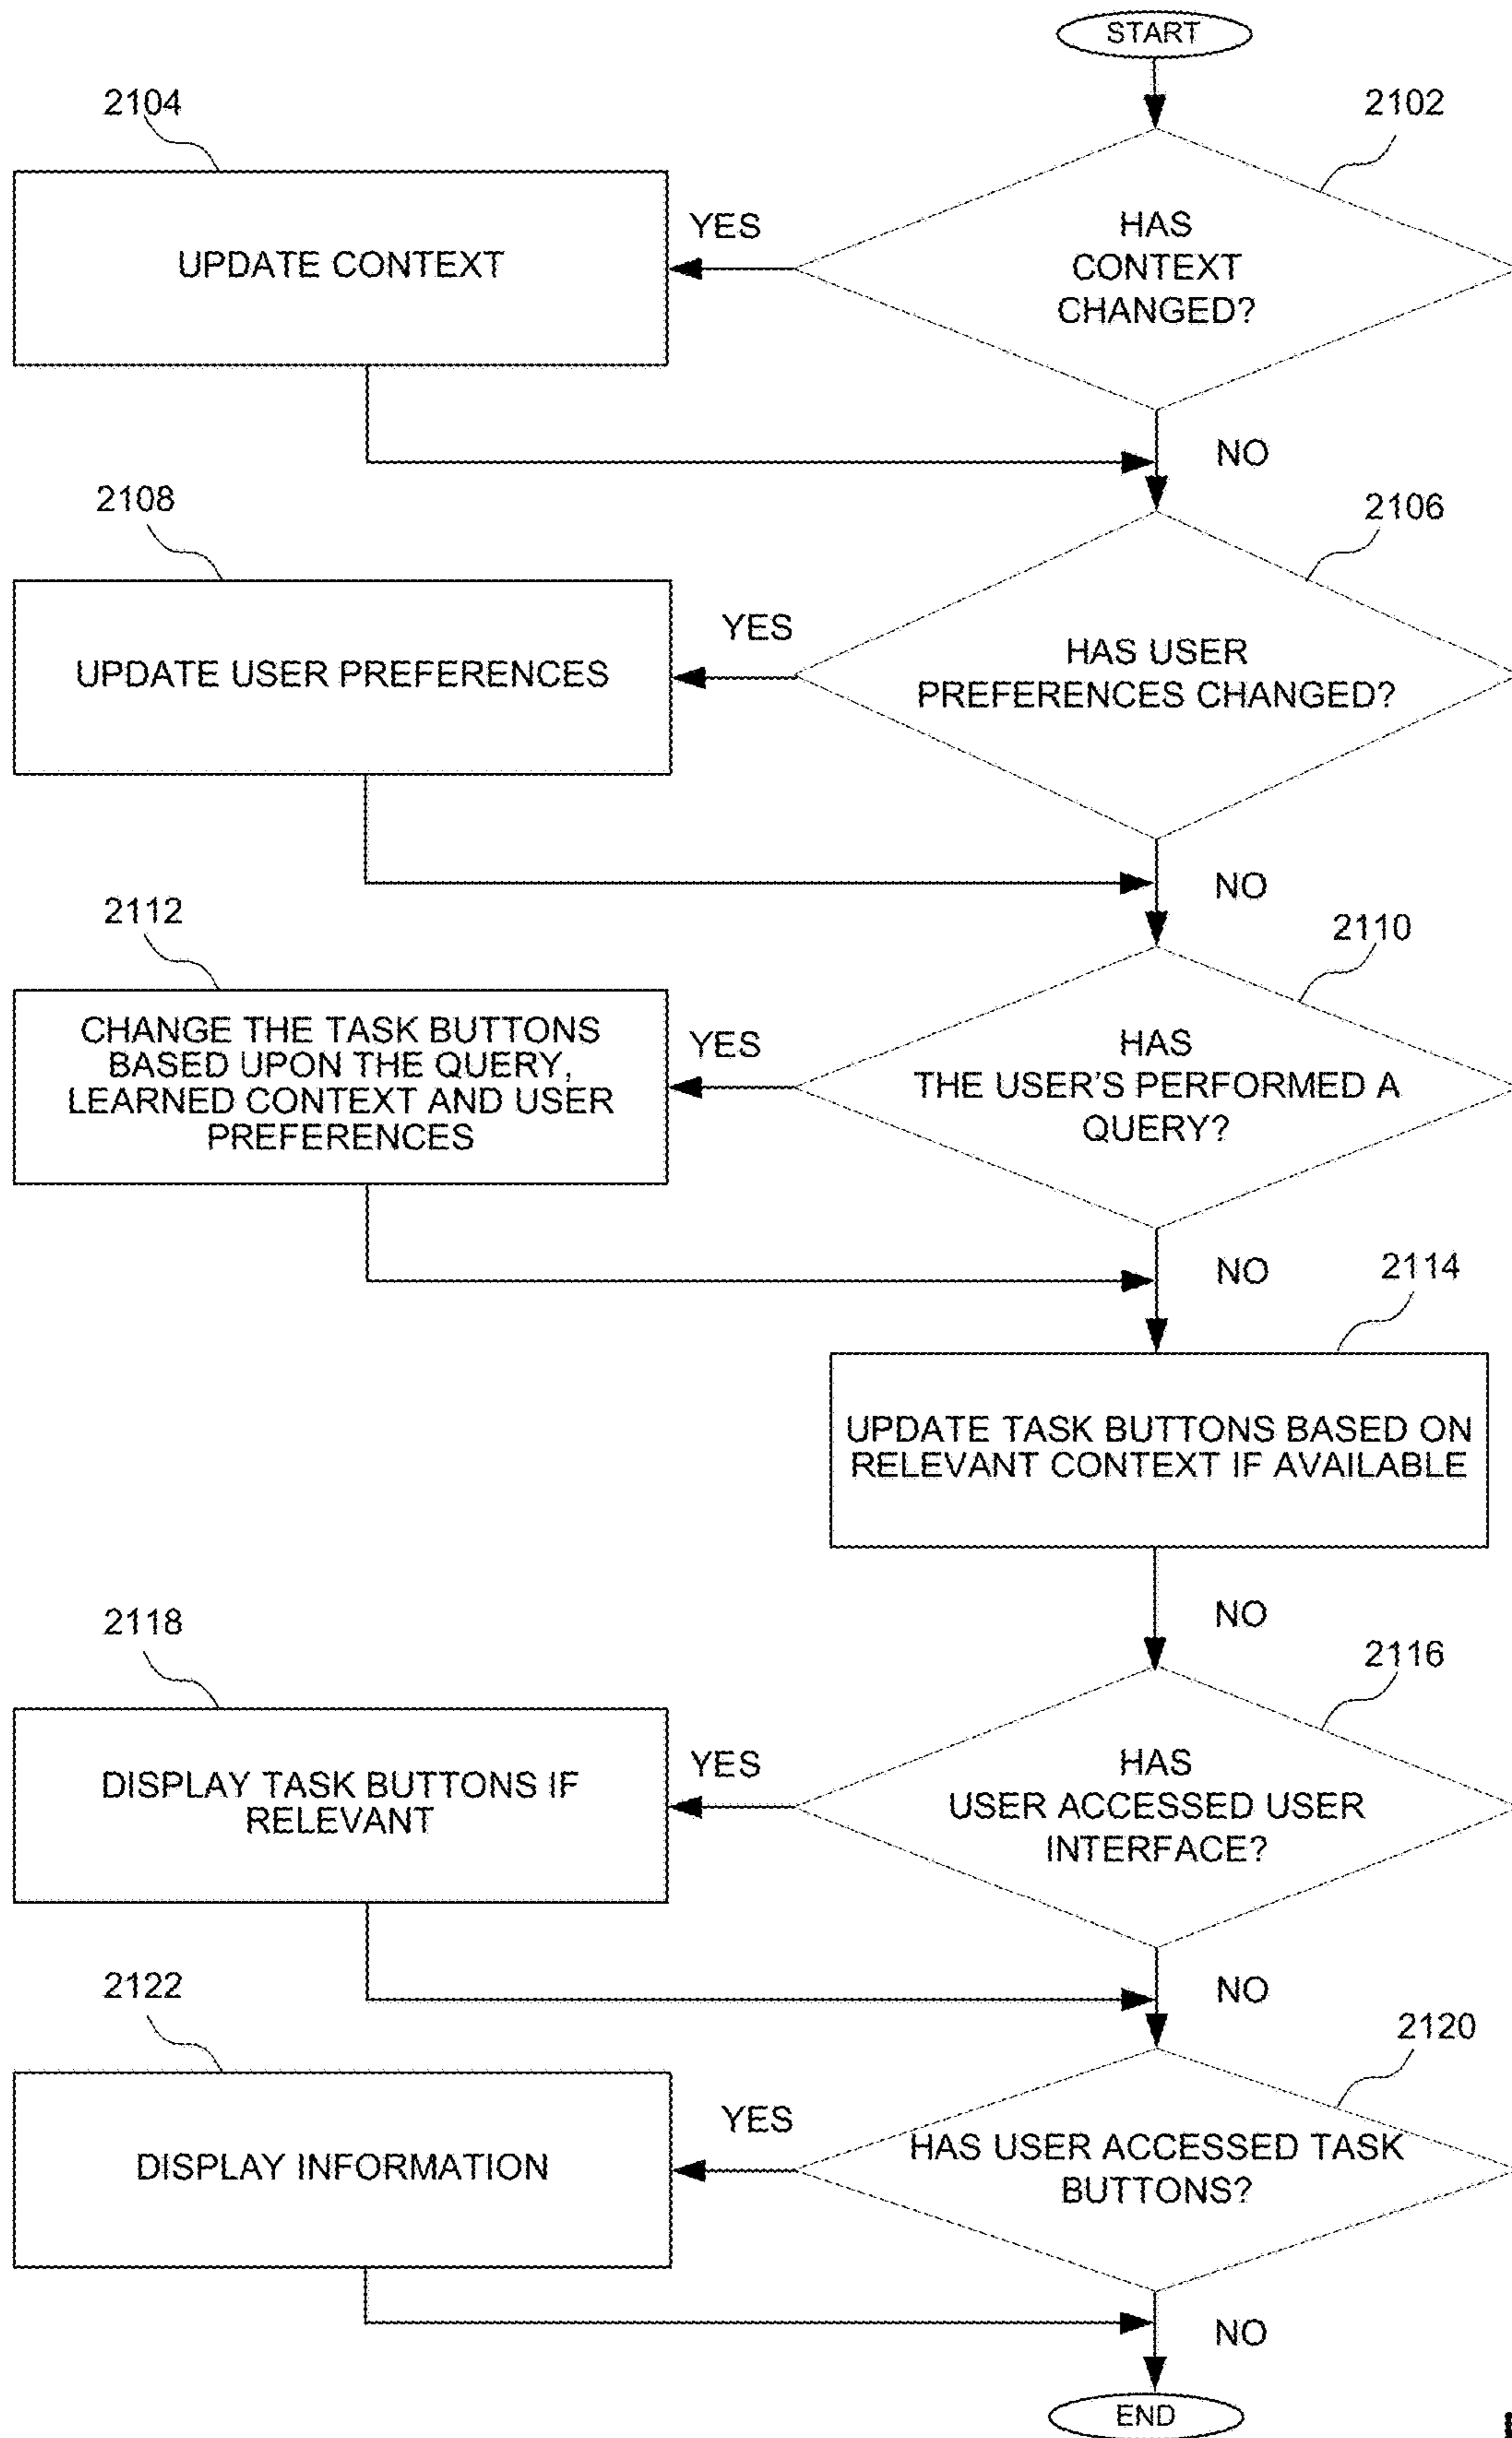 START
2104
2102
UPDATE CONTEXT
YES
HAS
CONTEXT
CHANGED?
NO
2108
2106
UPDATE USER PREFERENCES
YES
HAS USER
PREFERENCES CHANGED?
NO
2112
2110
CHANGE THE TASK BUTTONS
BASED UPON THE QUERY,
LEARNED CONTEXT AND USER
PREFERENCES
YES
HAS
THE USER'S PERFORMED A
QUERY?
NO
2114
UPDATE TASK BUTTONS BASED ON
RELEVANT CONTEXT IF AVAILABLE
NO
2118
2116
DISPLAY TASK BUTTONS IF
RELEVANT
YES
HAS
USER ACCESSED USER
INTERFACE?
NO
2122
2120
DISPLAY INFORMATION
YES
HAS USER ACCESSED TASK
BUTTONS?
NO
END